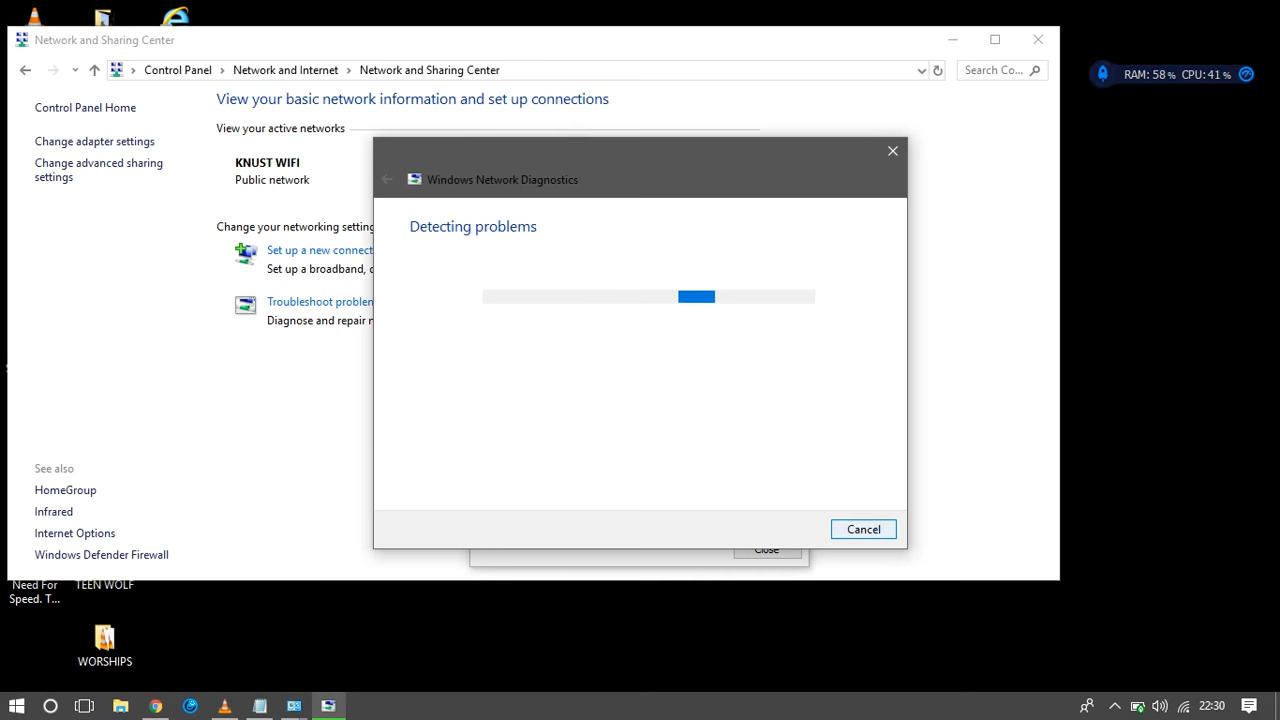 Network and Sharing Center
Control Panel
Network and Internet
Network and Sharing Center
Search Co...
RAM: 58 % CPU: 41 %
Control Panel Home
View your basic network information and set up connections
Change adapter settings
Change advanced sharing
settings
View your active networks
KNUST WIFI
Public network
Change your networking setting
Set up a new connect
Set up a broadband, d
Troubleshoot problem
Diagnose and repair n
Windows Network Diagnostics
Detecting problems
Cancel
Close
See also
HomeGroup
Infrared
Internet Options
Windows Defender Firewall
Need For
Speed. T...
TEEN WOLF
WORSHIPS
22:30